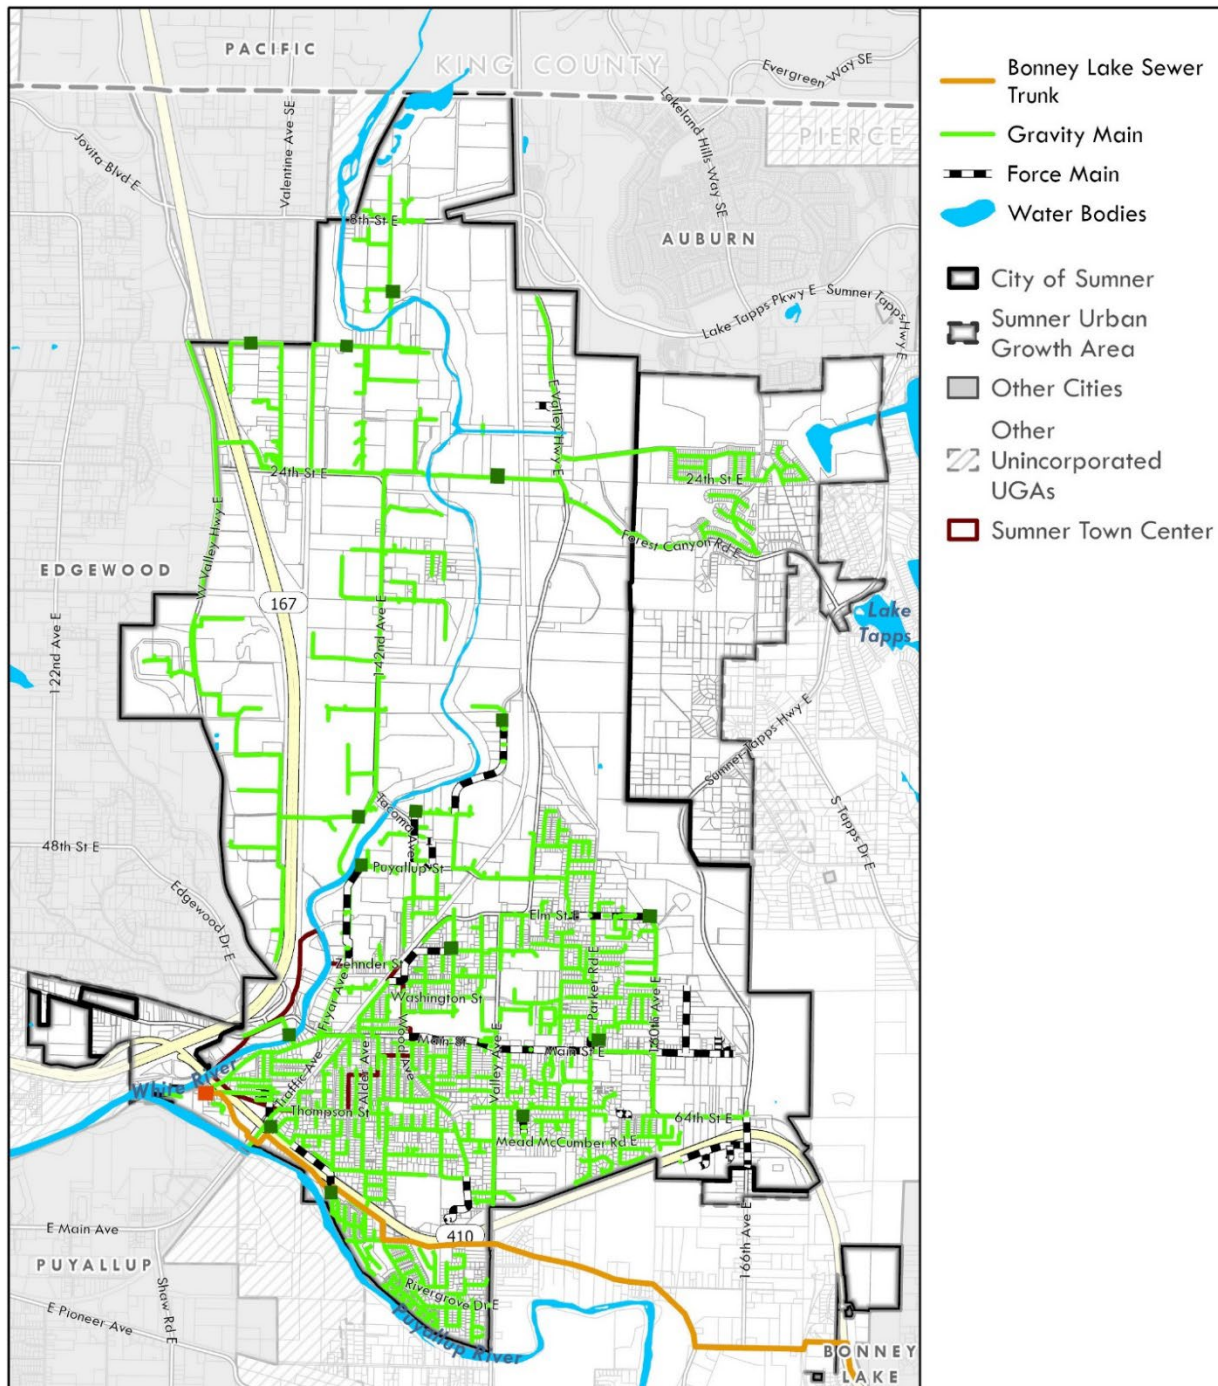 PACIFIC
KING COUNTY
Evergreen Way SE
Jovita Blvd E
Valentine Ave SE
Lakeland Hills Way SE
PIERCE
8th St E
AUBURN
Lake Tapps Pkwy E
Sumner Tapps Hwy E
E Valley Hwy E
24th St E
24th St E
W Valley Hwy E
Forest Canyon Rd E
EDGEWOOD
167
122nd Ave E
142nd Ave E
Lake
Tapps
Sumner-Tapps Hwy E
S Tapps Dr E
48th St E
Tacoma Ave
Puyallup St
Edgewood Dr E
Elm St E
Zehnder St
Parker Rd E
Washington St
Fryar Ave
160th Ave E
Main St
Main St E
Wood Ave
Valley Ave E
Alder Ave
Traffic Ave
White River
Thompson St
64th St E
Mead McCumber Rd E
E Main Ave
410
166th Ave E
PUYALLUP
Shaw Rd E
Rivergrove Dr E
E Pioneer Ave
Puyallup River
BONNEY
LAKE
Bonney Lake Sewer
Trunk
Gravity Main
Force Main
Water Bodies
City of Sumner
Sumner Urban
Growth Area
Other Cities
Other
Unincorporated
UGAs
Sumner Town Center